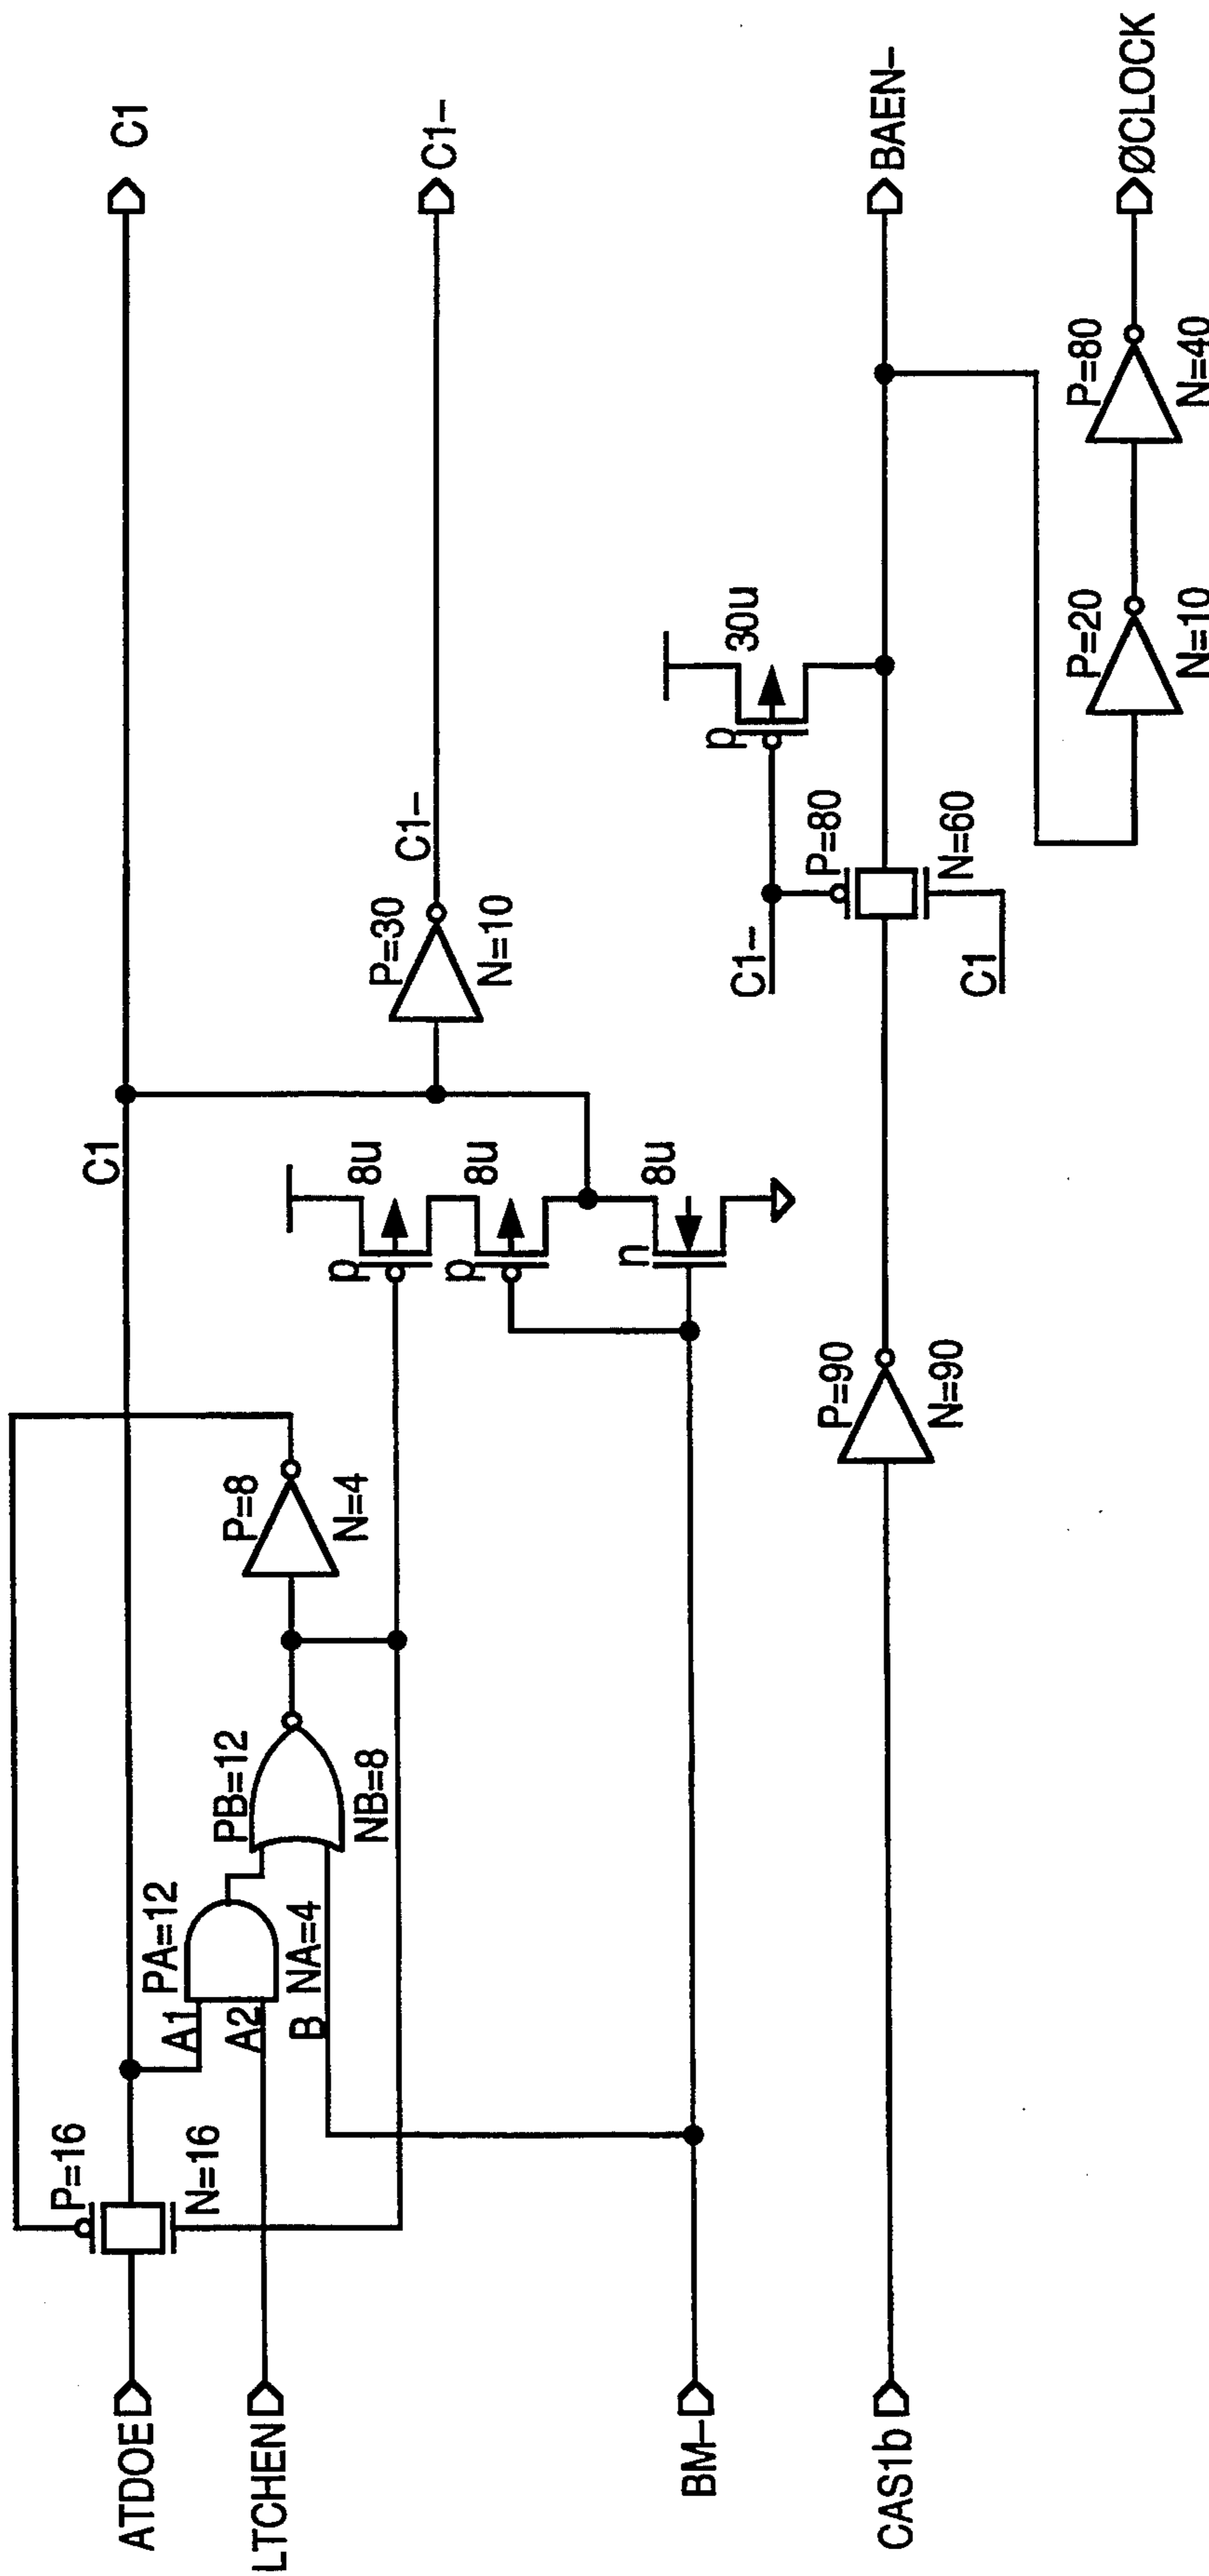 ATDOE
P=16
N=16
C1
C1
LTCHEN
A1
A2
PA=12
NA=4
B
PB=12
NB=8
P=8
N=4
p
8u
p
8u
n
8u
P=30
N=10
C1–
C1–
BM–
CAS1b
P=90
N=90
C1–
P=80
N=60
C1
p
30u
BAEN–
P=20
N=10
P=80
N=40
ØCLOCK